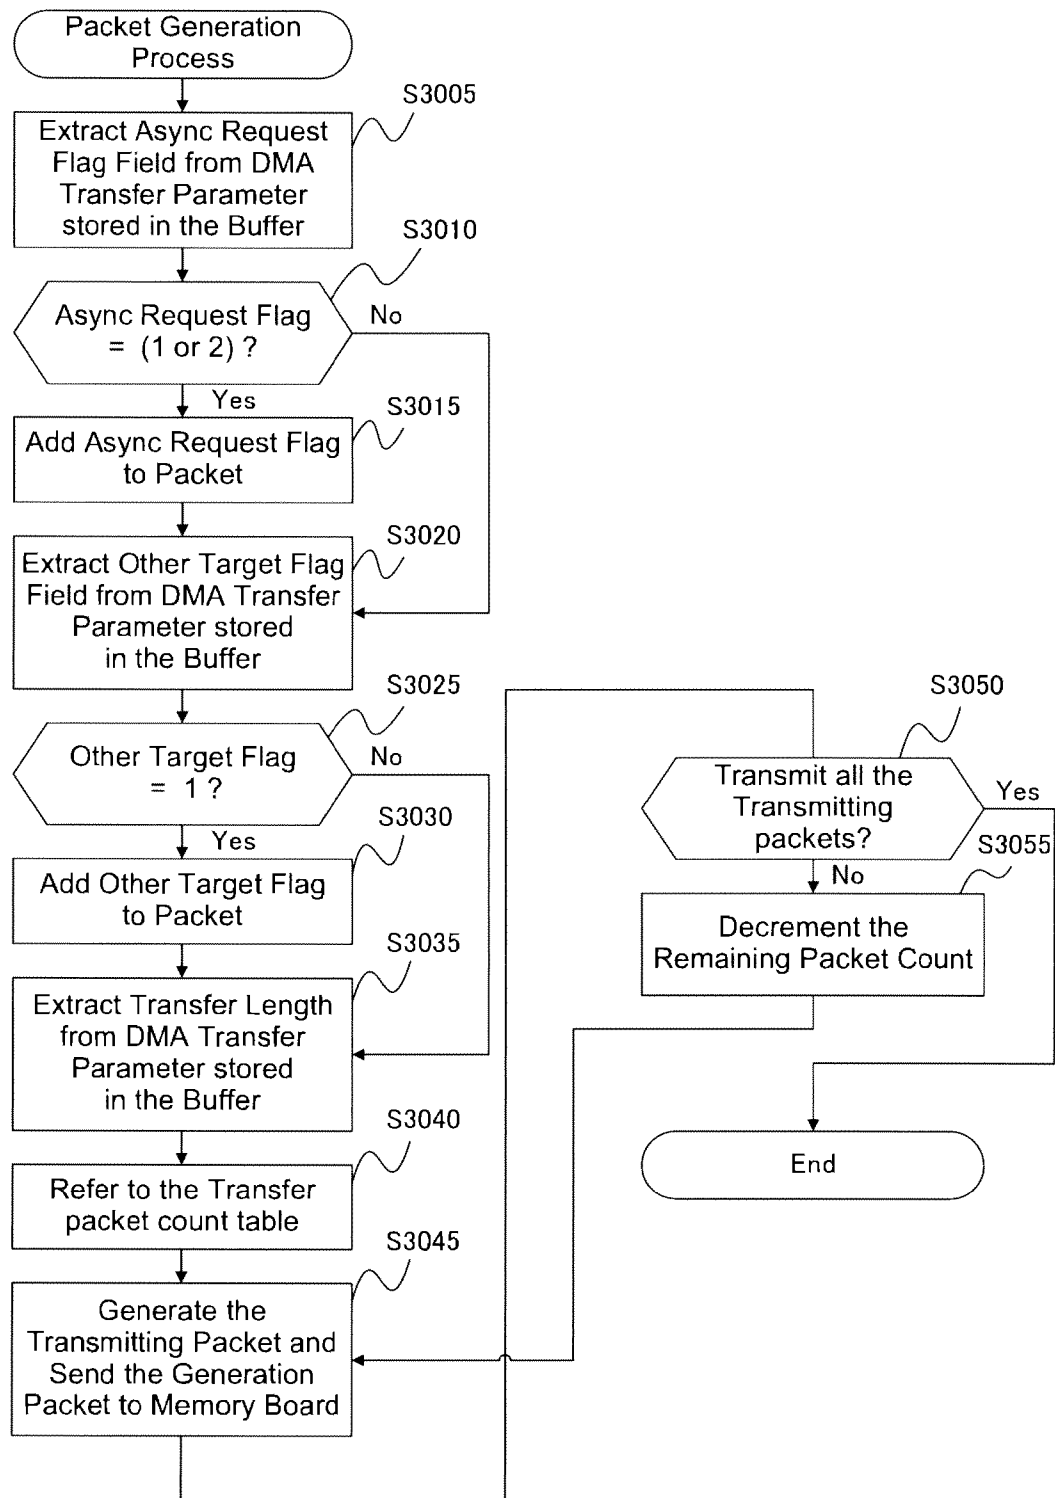 Packet Generation
Process
S3005
Extract Async Request
Flag Field from DMA
Transfer Parameter
stored in the Buffer
S3010
Async Request Flag
= (1 or 2) ?
No
Yes
S3015
Add Async Request Flag
to Packet
S3020
Extract Other Target Flag
Field from DMA Transfer
Parameter stored
in the Buffer
S3025
Other Target Flag
= 1 ?
No
Yes
S3030
Add Other Target Flag
to Packet
S3035
Extract Transfer Length
from DMA Transfer
Parameter stored
in the Buffer
S3040
Refer to the Transfer
packet count table
S3045
Generate the
Transmitting Packet and
Send the Generation
Packet to Memory Board
S3050
Transmit all the
Transmitting
packets?
Yes
No
S3055
Decrement the
Remaining Packet Count
End